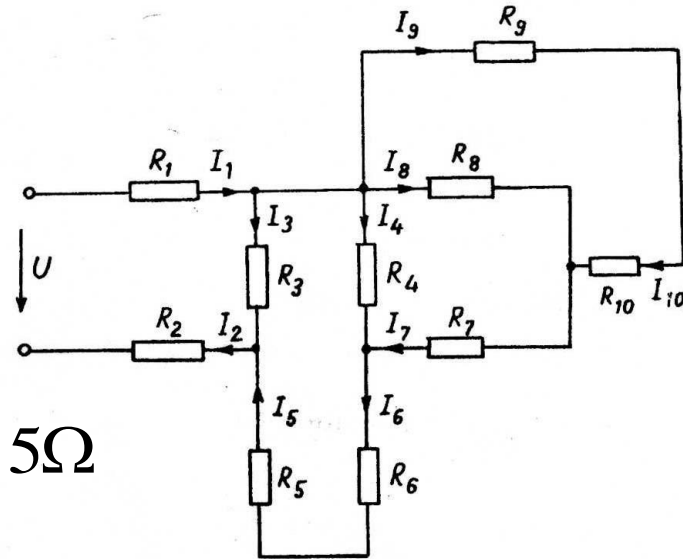 I₉ R₉
R₁ I₁ I₈ R₈
I₃ I₄
U R₃ R₄
R₁₀ I₁₀
R₂ I₂ I₇ R₇
I₅ I₆
5Ω R₅ R₆